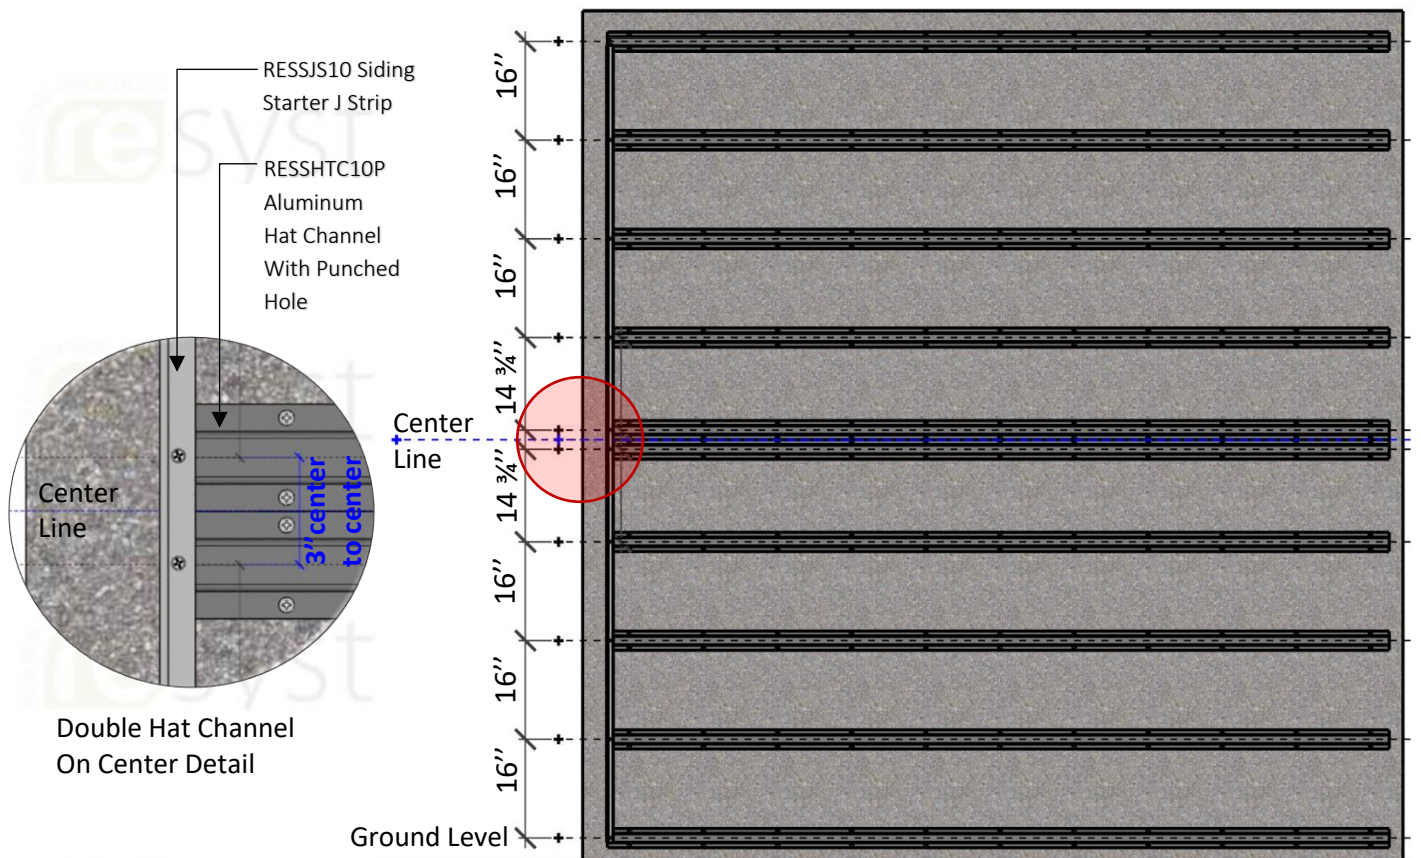 RESSJS10 Siding
Starter J Strip
RESSHTC10P
Aluminum
Hat Channel
With Punched
Hole
resyst
Center
Line
3’’center
to center
Double Hat Channel
On Center Detail
16’’
16’’
16’’
14 ¾’’
Center
Line
14 ¾’’
16’’
16’’
16’’
Ground Level